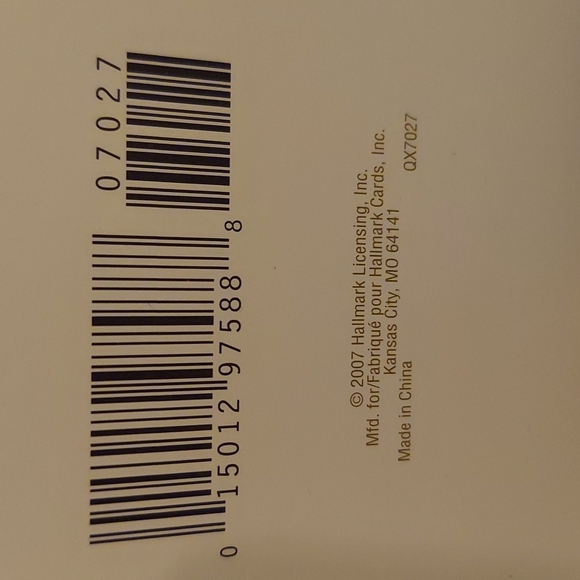 0 15012 97588 8
07027
© 2007 Hallmark Licensing, Inc.
Mfd. for/Fabriqué pour Hallmark Cards, Inc.
Kansas City, MO 64141
Made in China QX7027